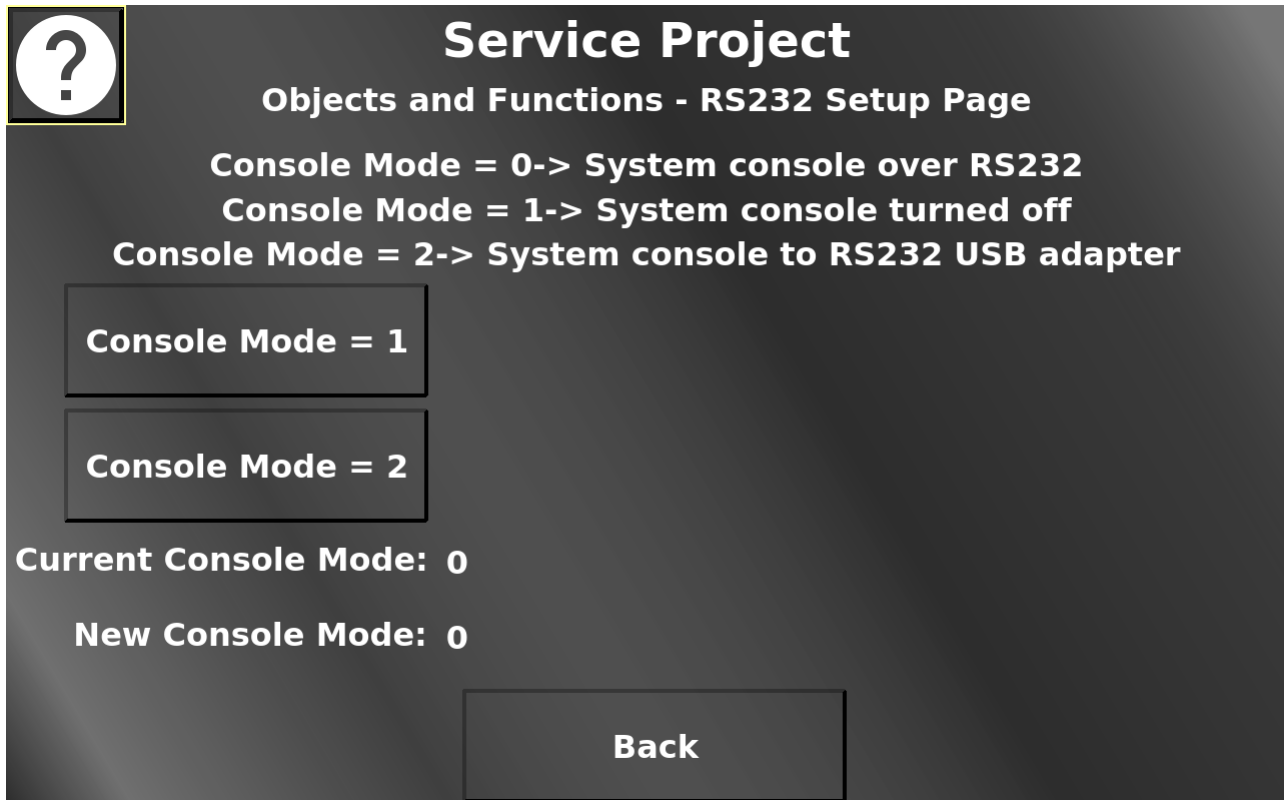 ?
Service Project
Objects and Functions - RS232 Setup Page
Console Mode = 0-> System console over RS232
Console Mode = 1-> System console turned off
Console Mode = 2-> System console to RS232 USB adapter
Console Mode = 1
Console Mode = 2
Current Console Mode: 0
New Console Mode: 0
Back